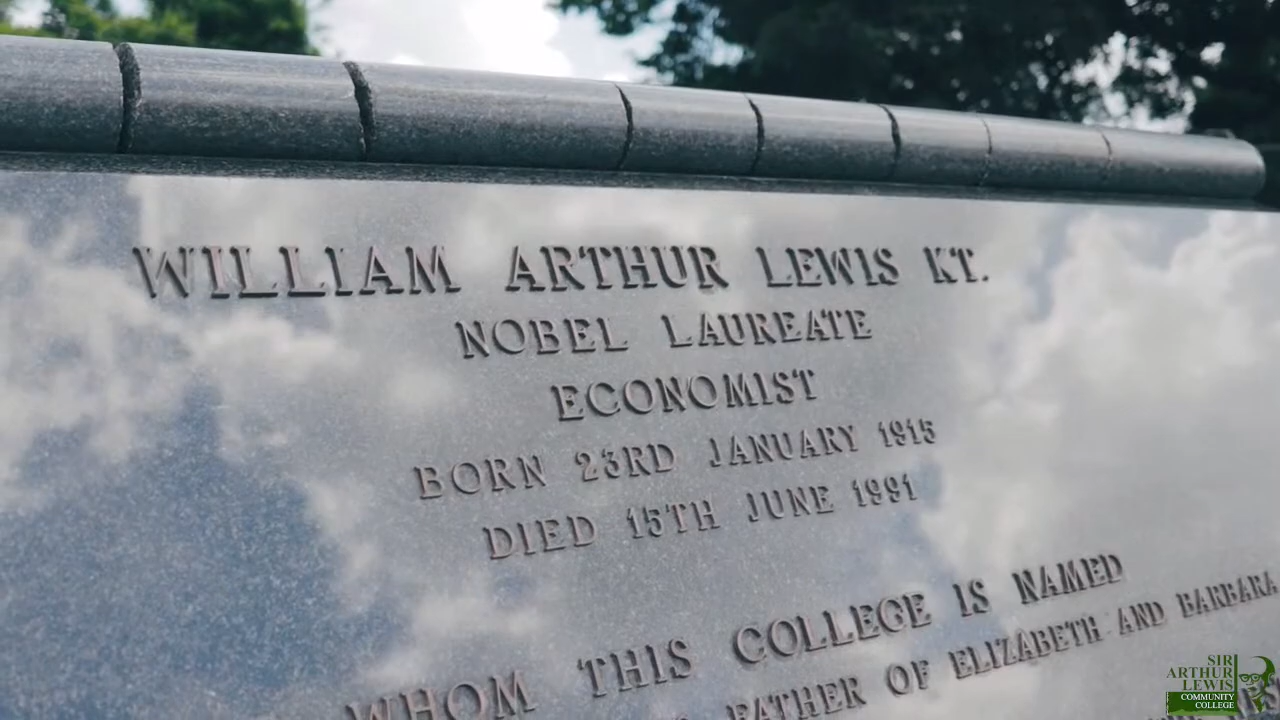 WILLIAM ARTHUR LEWIS KT.
NOBEL LAUREATE
ECONOMIST
BORN 23RD JANUARY 1915
DIED 15TH JUNE 1991
WHOM THIS COLLEGE IS NAMED
FATHER OF ELIZABETH AND BARBARA
SIR
ARTHUR
LEWIS
COMMUNITY
COLLEGE